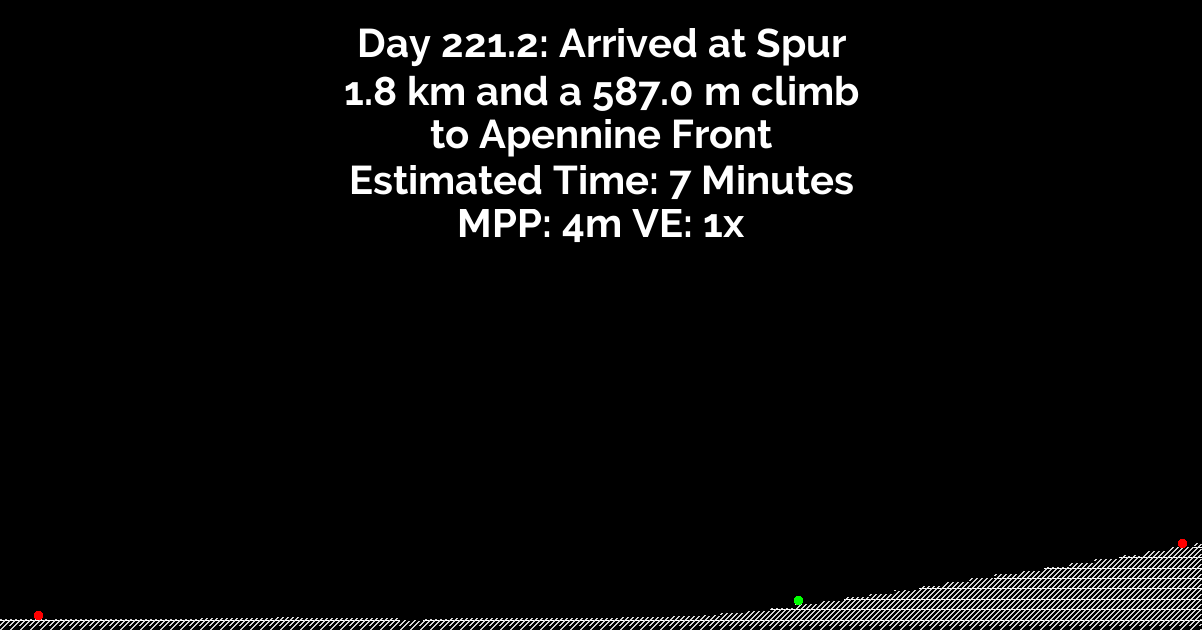 Day 221.2: Arrived at Spur
1.8 km and a 587.0 m climb
to Apennine Front
Estimated Time: 7 Minutes
MPP: 4m VE: 1x